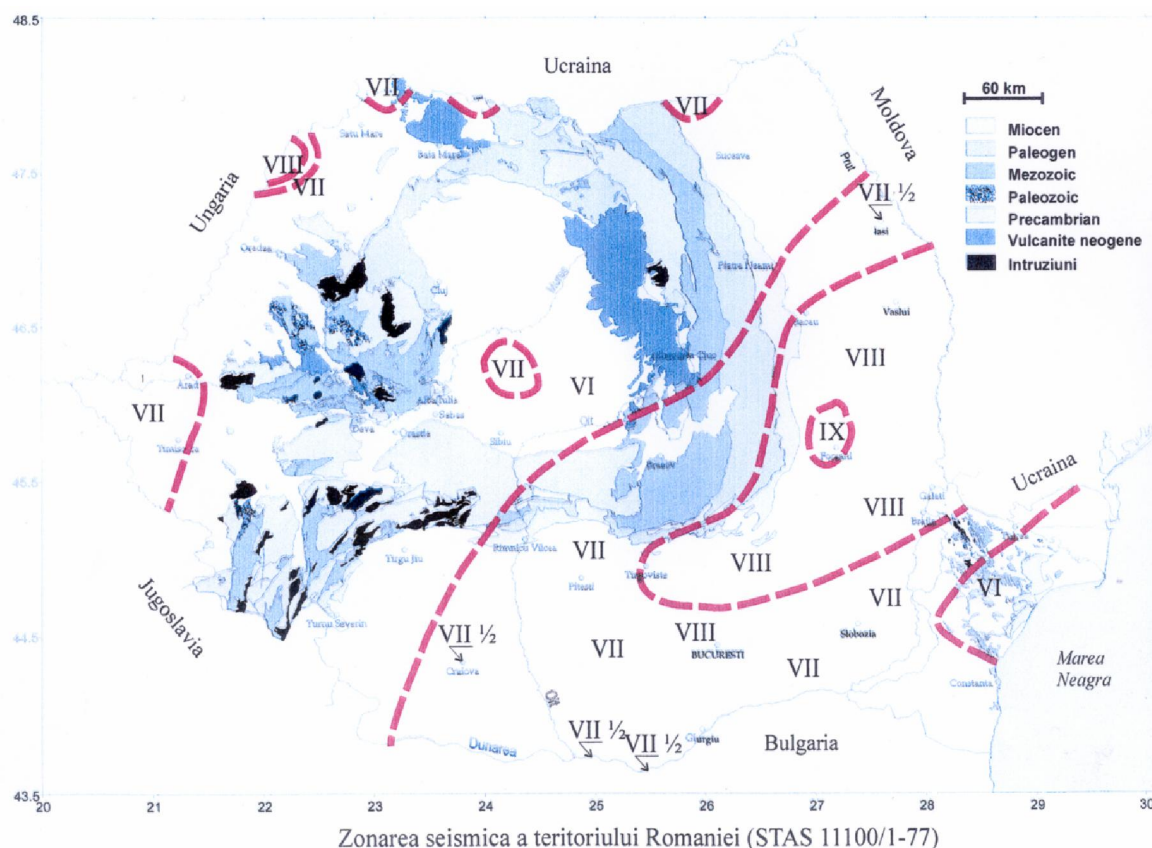 48.5
47.5
46.5
45.5
44.5
43.5
20
21
22
23
24
25
26
27
28
29
30
Ucraina
Moldova
Ungaria
Jugoslavia
Bulgaria
Ucraina
Marea
Neagra
60 km
Miocen
Paleogen
Mezozoic
Paleozoic
Precambrian
Vulcanite neogene
Intruziuni
VII
VII
VIII
VII
VII ½
VIII
VII
VI
VII
IX
VIII
VII
VIII
VII
VI
VII ½
VII
VIII
VII
VII ½
VII ½
Satu Mare
Baia Mare
Suceava
Prut
Iasi
Oradea
Cluj
Piatra Neamt
Bacau
Vaslui
Arad
Timisoara
Alba Iulia
Sebes
Deva
Orastie
Sibiu
Olt
Brasov
Focsani
Galati
Braila
Tulcea
Rimnicu Vilcea
Tirgu Jiu
Pitesti
Turnu Severin
Craiova
BUCURESTI
Slobozia
Constanta
Olt
Dunarea
Giurgiu
Zonarea seismica a teritoriului Romaniei (STAS 11100/1-77)